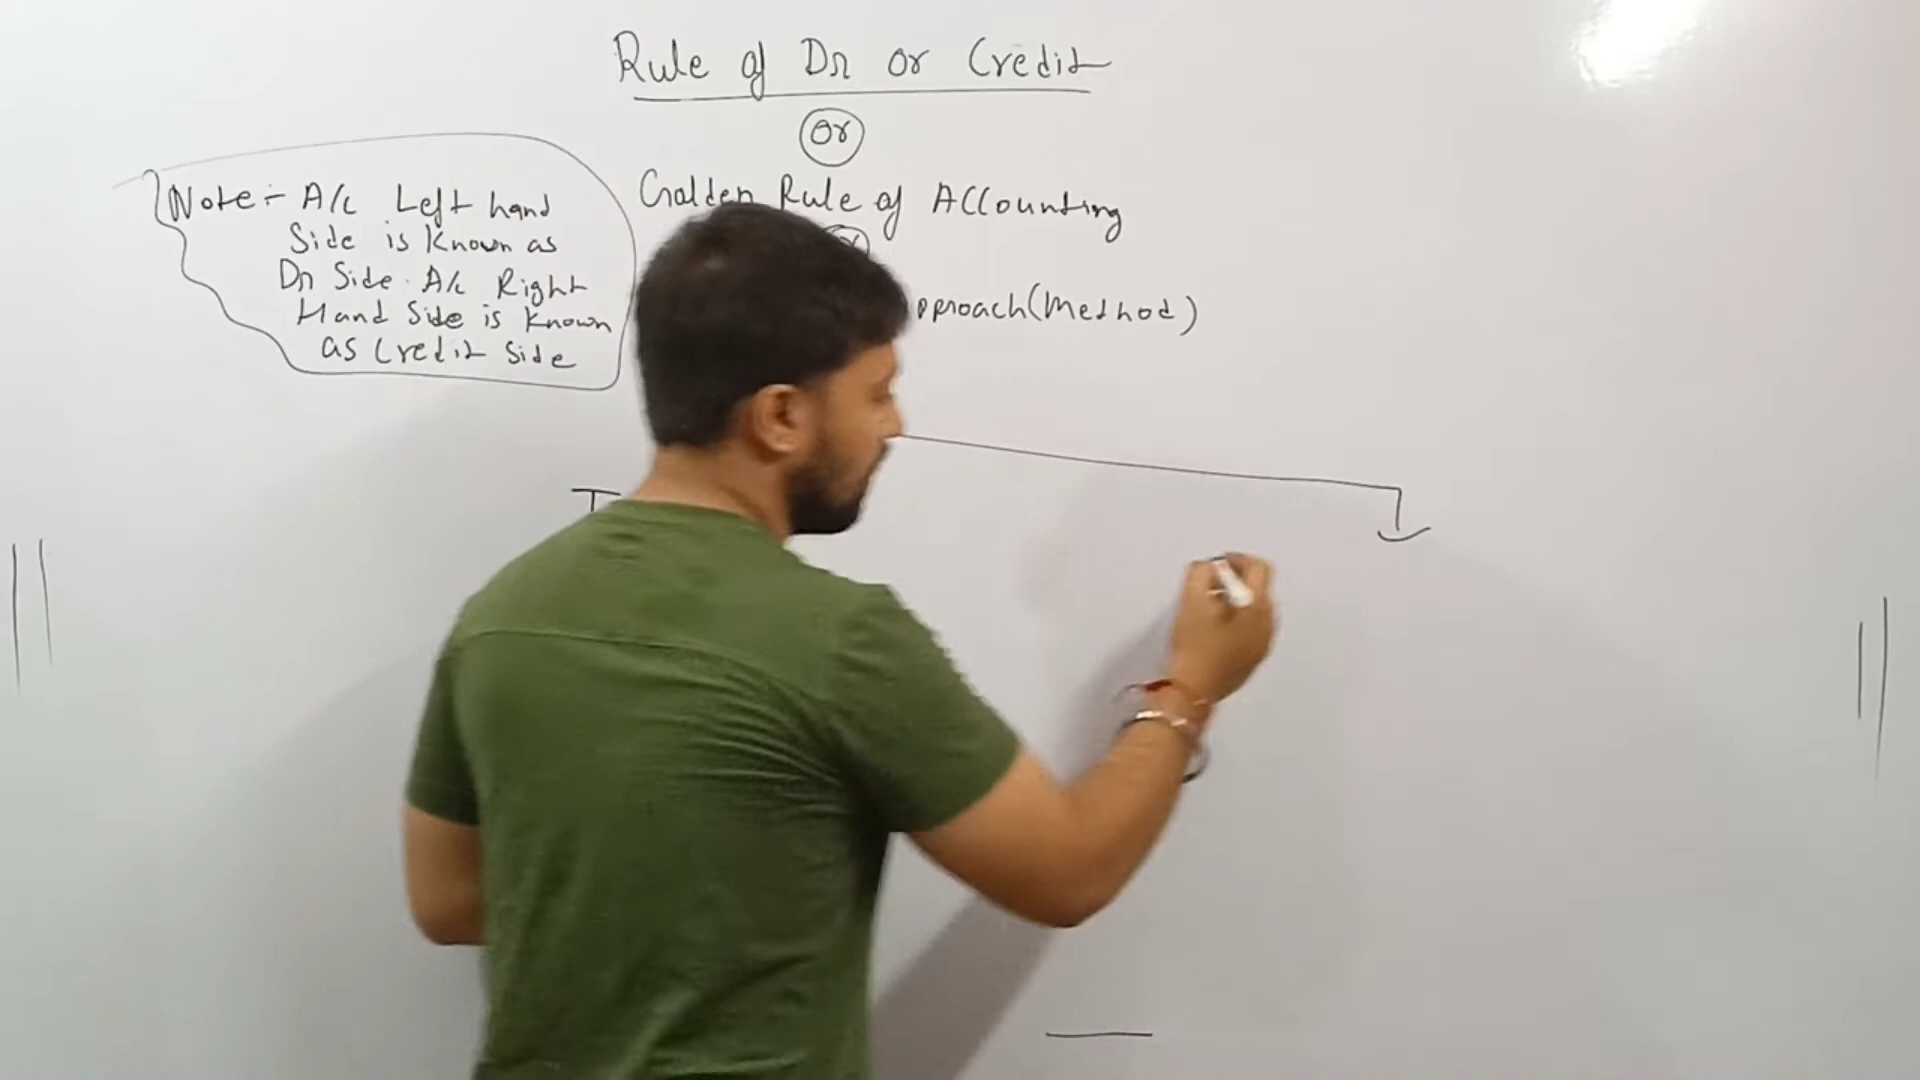 Rule of Dr or Credit
or
Golden Rule of Accounting
or
pproach (Method)
Note :- A/c Left hand
Side is known as
Dr Side. A/c Right
Hand Side is known
as Credit Side